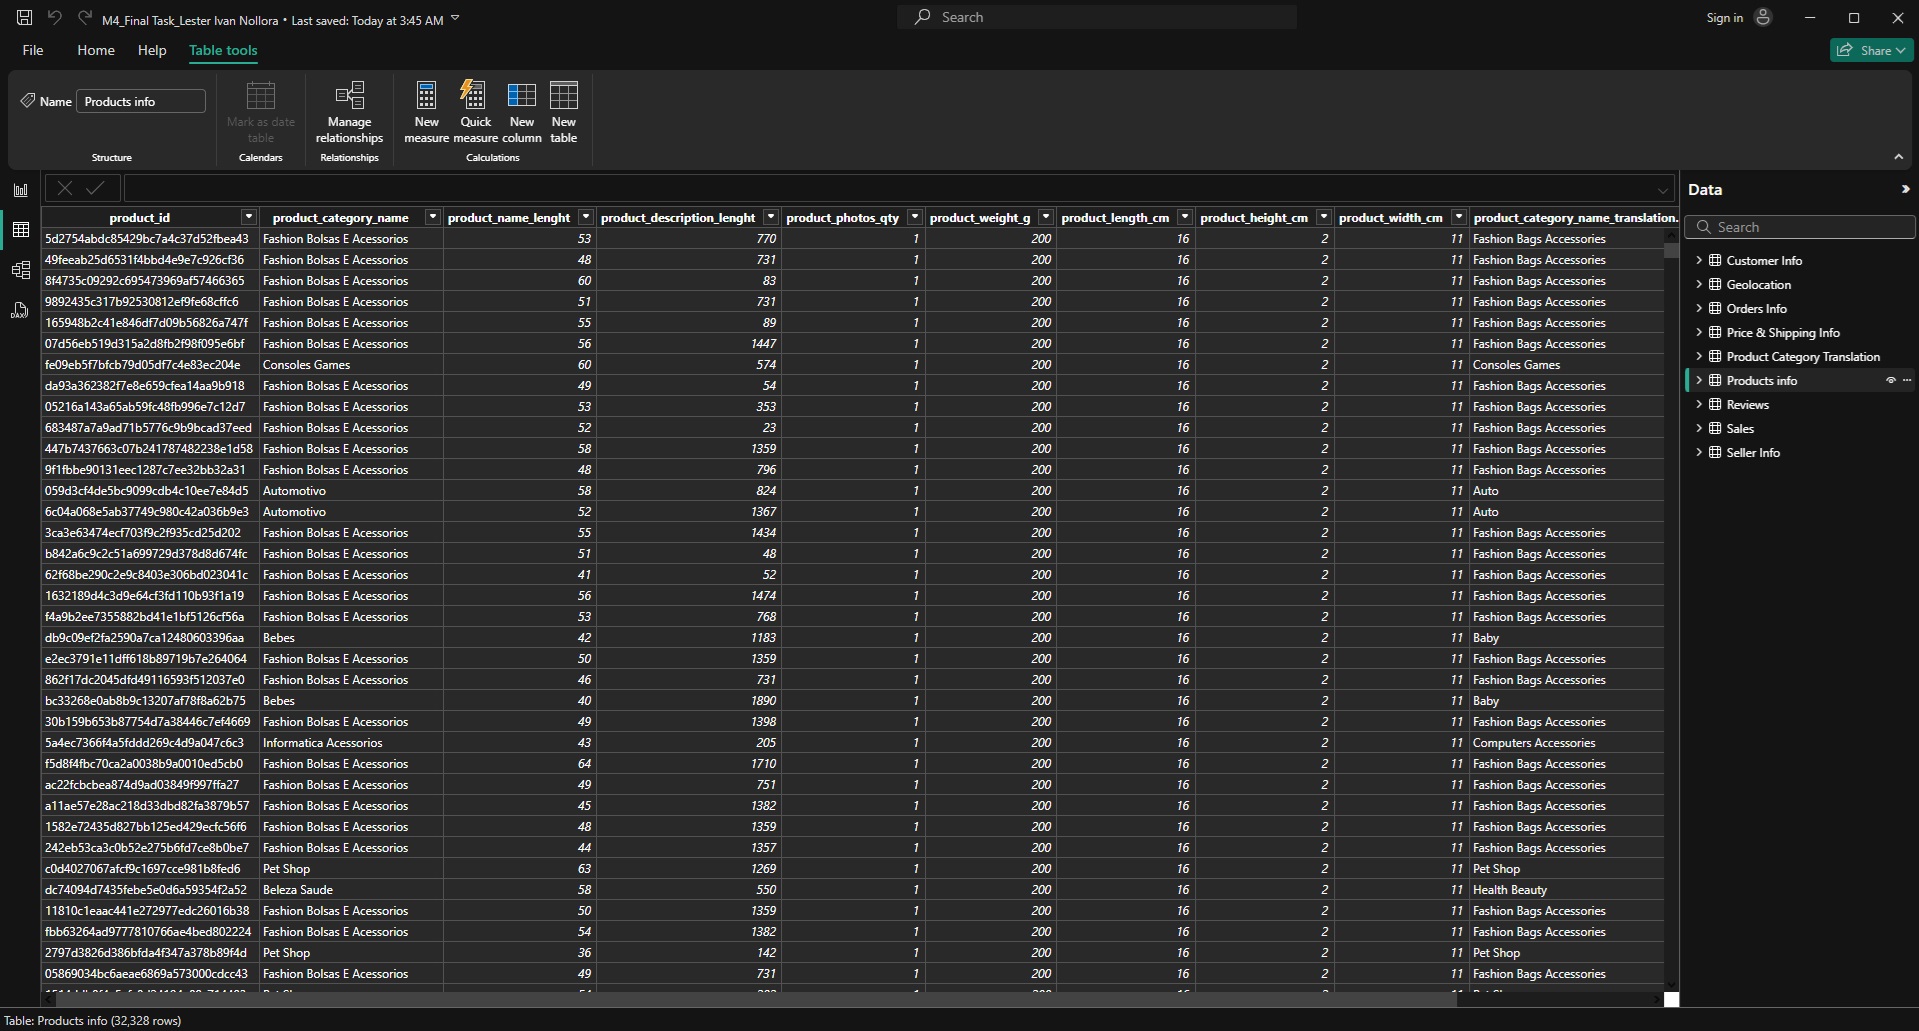 M4_Final Task_Lester Ivan Nollora • Last saved: Today at 3:45 AM
Search
Sign in
File Home Help Table tools
Share
Name Products info
Mark as date table
Manage relationships
New measure
Quick measure
New column
New table
Structure Calendars Relationships Calculations
Data
Search
Customer Info
Geolocation
Orders Info
Price & Shipping Info
Product Category Translation
Products info
Reviews
Sales
Seller Info
product_id product_category_name product_name_lenght product_description_lenght product_photos_qty product_weight_g product_length_cm product_height_cm product_width_cm product_category_name_translation.
5d2754abdc85429bc7a4c37d52fbea43 Fashion Bolsas E Acessorios 53 770 1 200 16 2 11 Fashion Bags Accessories
49feeab25d6531f4bbd4e9e7c926cf36 Fashion Bolsas E Acessorios 48 731 1 200 16 2 11 Fashion Bags Accessories
8f4735c09292c695473969af57466365 Fashion Bolsas E Acessorios 60 83 1 200 16 2 11 Fashion Bags Accessories
9892435c317b92530812ef9fe68cffc6 Fashion Bolsas E Acessorios 51 731 1 200 16 2 11 Fashion Bags Accessories
165948b2c41e846df7d09b56826a747f Fashion Bolsas E Acessorios 55 89 1 200 16 2 11 Fashion Bags Accessories
07d56eb519d315a2d8fb2f98f095e6bf Fashion Bolsas E Acessorios 56 1447 1 200 16 2 11 Fashion Bags Accessories
fe09eb5f7bfcb79d05df7c4e83ec204e Consoles Games 60 574 1 200 16 2 11 Consoles Games
da93a362382f7e8e659cfea14aa9b918 Fashion Bolsas E Acessorios 49 54 1 200 16 2 11 Fashion Bags Accessories
05216a143a65ab59fc48fb996e7c12d7 Fashion Bolsas E Acessorios 53 353 1 200 16 2 11 Fashion Bags Accessories
683487a7a9ad71b5776c9b9bcad37eed Fashion Bolsas E Acessorios 52 23 1 200 16 2 11 Fashion Bags Accessories
447b7437663c07b241787482238e1d58 Fashion Bolsas E Acessorios 58 1359 1 200 16 2 11 Fashion Bags Accessories
9f1fbbe90131eec1287c7ee32bb32a31 Fashion Bolsas E Acessorios 48 796 1 200 16 2 11 Fashion Bags Accessories
059d3cf4de5bc9099cdb4c10ee7e84d5 Automotivo 58 824 1 200 16 2 11 Auto
6c04a068e5ab37749c980c42a036b9e3 Automotivo 52 1367 1 200 16 2 11 Auto
3ca3e63474ecf703f9c2f935cd25d202 Fashion Bolsas E Acessorios 55 1434 1 200 16 2 11 Fashion Bags Accessories
b842a6c9c2c51a699729d378d8d674fc Fashion Bolsas E Acessorios 51 48 1 200 16 2 11 Fashion Bags Accessories
62f68be290c2e9c8403e306bd023041c Fashion Bolsas E Acessorios 41 52 1 200 16 2 11 Fashion Bags Accessories
1632189d4c3d9e64cf3fd110b93f1a19 Fashion Bolsas E Acessorios 56 1474 1 200 16 2 11 Fashion Bags Accessories
f4a9b2ee7355882bd41e1bf5126cf56a Fashion Bolsas E Acessorios 53 768 1 200 16 2 11 Fashion Bags Accessories
db9c09ef2fa2590a7ca12480603396aa Bebes 42 1183 1 200 16 2 11 Baby
e2ec3791e11dff618b89719b7e264064 Fashion Bolsas E Acessorios 50 1359 1 200 16 2 11 Fashion Bags Accessories
862f17dc2045dfd49116593f512037e0 Fashion Bolsas E Acessorios 46 731 1 200 16 2 11 Fashion Bags Accessories
bc33268e0ab8b9c13207af78f8a62b75 Bebes 40 1890 1 200 16 2 11 Baby
30b159b653b87754d7a38446c7ef4669 Fashion Bolsas E Acessorios 49 1398 1 200 16 2 11 Fashion Bags Accessories
5a4ec7366f4a5fddd269c4d9a047c6c3 Informatica Acessorios 43 205 1 200 16 2 11 Computers Accessories
f5d8f4fbc70ca2a0038b9a0010ed5cb0 Fashion Bolsas E Acessorios 64 1710 1 200 16 2 11 Fashion Bags Accessories
ac22fcbcbea874d9ad03849f997ffa27 Fashion Bolsas E Acessorios 49 751 1 200 16 2 11 Fashion Bags Accessories
a11ae57e28ac218d33dbd82fa3879b57 Fashion Bolsas E Acessorios 45 1382 1 200 16 2 11 Fashion Bags Accessories
1582e72435d827bb125ed429ecfc56f6 Fashion Bolsas E Acessorios 48 1359 1 200 16 2 11 Fashion Bags Accessories
242eb53ca3c0b52e275b6fd7ce8b0be7 Fashion Bolsas E Acessorios 44 1357 1 200 16 2 11 Fashion Bags Accessories
c0d4027067afcf9c1697cce981b8fed6 Pet Shop 63 1269 1 200 16 2 11 Pet Shop
dc74094d7435febe5e0d6a59354f2a52 Beleza Saude 58 550 1 200 16 2 11 Health Beauty
11810c1eaac441e272977edc26016b38 Fashion Bolsas E Acessorios 50 1359 1 200 16 2 11 Fashion Bags Accessories
fbb63264ad9777810766ae4bed802224 Fashion Bolsas E Acessorios 54 1382 1 200 16 2 11 Fashion Bags Accessories
2797d3826d386bfda4f347a378b89f4d Pet Shop 36 142 1 200 16 2 11 Pet Shop
05869034bc6aeae6869a573000cdcc43 Fashion Bolsas E Acessorios 49 731 1 200 16 2 11 Fashion Bags Accessories
Table: Products info (32,328 rows)